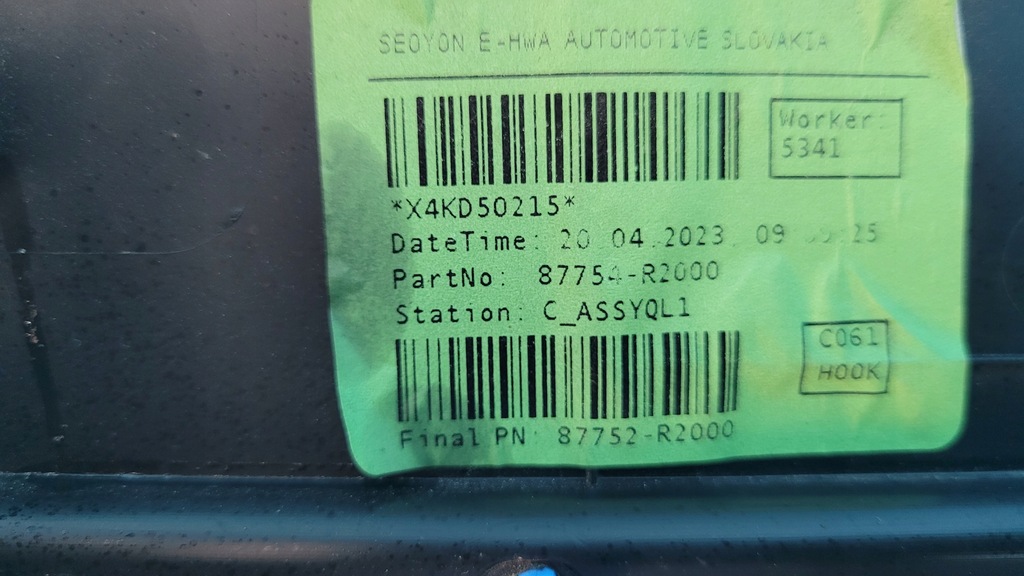 SEOYON E-HWA AUTOMOTIVE SLOVAKIA
Worker:
5341
*X4KD50215*
DateTime: 20.04.2023 09
PartNo: 87754-R2000
Station: C_ASSYQL1
C061
HOOK
Final PN: 87752-R2000